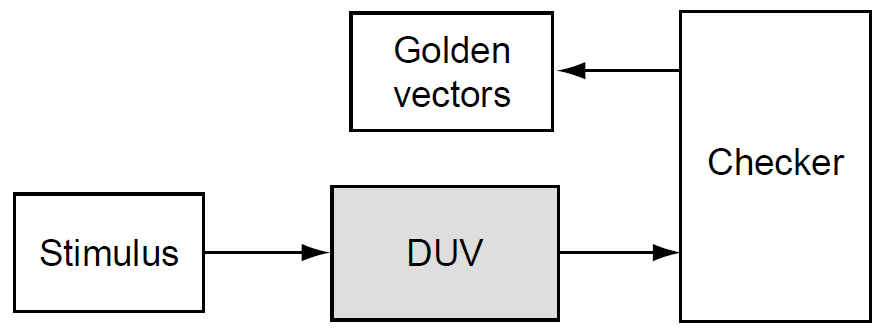 Golden
vectors
Checker
Stimulus
DUV